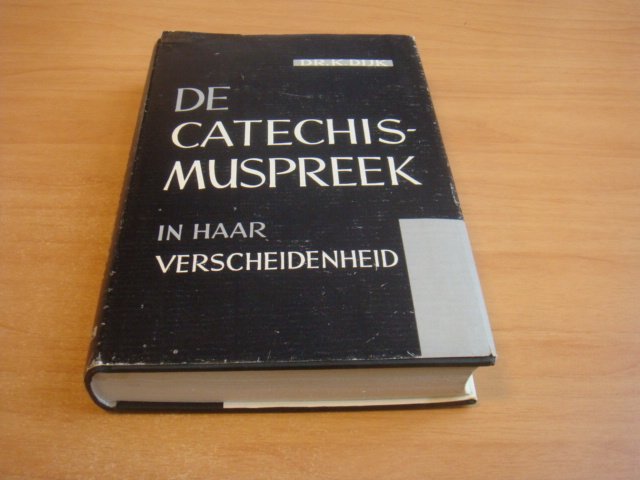 DR. K. DIJK
DE
CATECHIS-
MUSPREEK
IN HAAR
VERSCHEIDENHEID